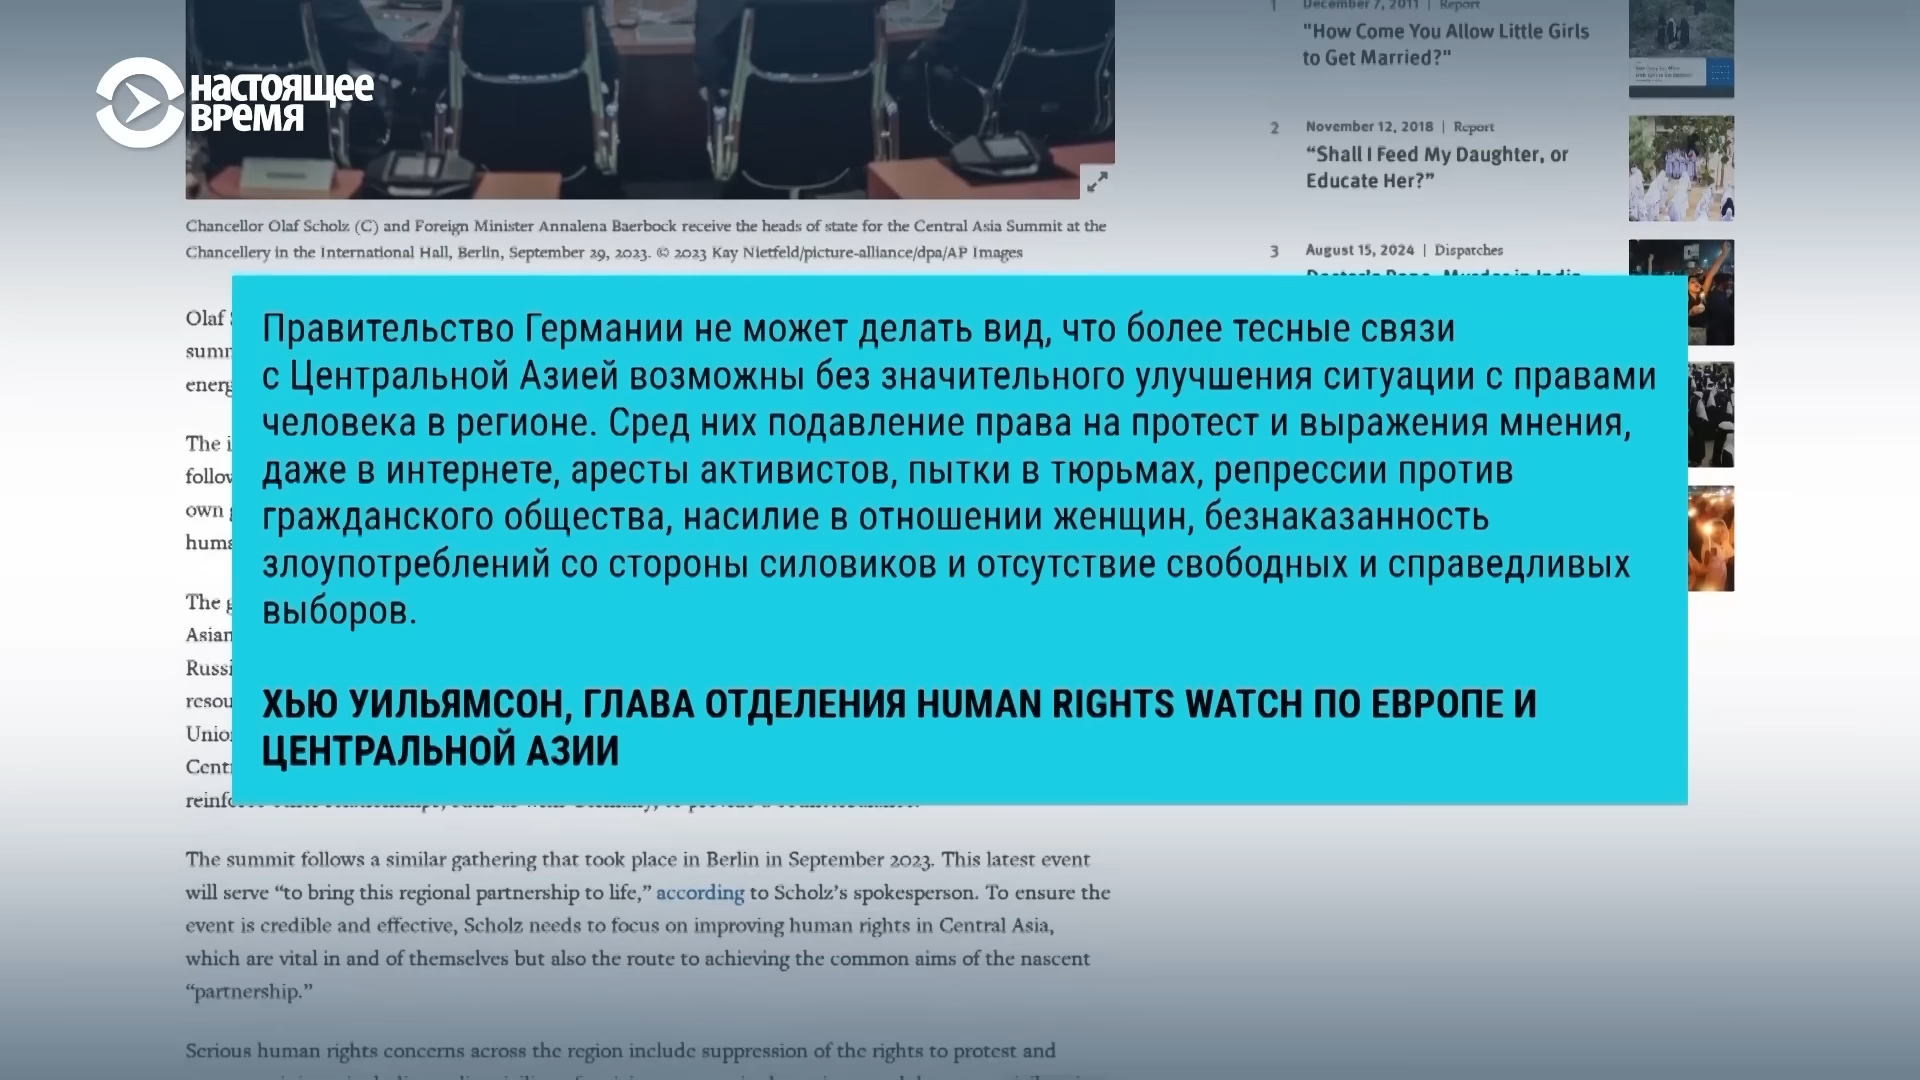 НАСТОЯЩЕЕ
ВРЕМЯ
Chancellor Olaf Scholz (C) and Foreign Minister Annalena Baerbock receive the heads of state for the Central Asia Summit at the
Chancellery in the International Hall, Berlin, September 29, 2023. © 2023 Kay Nietfeld/picture-alliance/dpa/AP Images
1 December 7, 2011 | Report
"How Come You Allow Little Girls
to Get Married?"
2 November 12, 2018 | Report
“Shall I Feed My Daughter, or
Educate Her?”
3 August 15, 2024 | Dispatches
Olaf
The
own
The
Правительство Германии не может делать вид, что более тесные связи
с Центральной Азией возможны без значительного улучшения ситуации с правами
человека в регионе. Сред них подавление права на протест и выражения мнения,
даже в интернете, аресты активистов, пытки в тюрьмах, репрессии против
гражданского общества, насилие в отношении женщин, безнаказанность
злоупотреблений со стороны силовиков и отсутствие свободных и справедливых
выборов.
ХЬЮ УИЛЬЯМСОН, ГЛАВА ОТДЕЛЕНИЯ HUMAN RIGHTS WATCH ПО ЕВРОПЕ И
ЦЕНТРАЛЬНОЙ АЗИИ
The summit follows a similar gathering that took place in Berlin in September 2023. This latest event
will serve “to bring this regional partnership to life,” according to Scholz’s spokesperson. To ensure the
event is credible and effective, Scholz needs to focus on improving human rights in Central Asia,
which are vital in and of themselves but also the route to achieving the common aims of the nascent
“partnership.”
Serious human rights concerns across the region include suppression of the rights to protest and